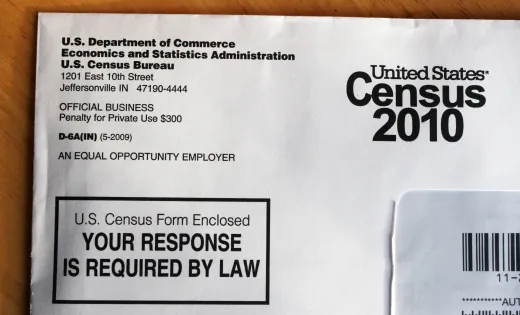 U.S. Department of Commerce
Economics and Statistics Administration
U.S. Census Bureau
1201 East 10th Street
Jeffersonville IN 47190-4444
OFFICIAL BUSINESS
Penalty for Private Use $300
D-6A(IN) (5-2009)
AN EQUAL OPPORTUNITY EMPLOYER
United States
Census
2010
U.S. Census Form Enclosed
YOUR RESPONSE
IS REQUIRED BY LAW
11-
***********AUT